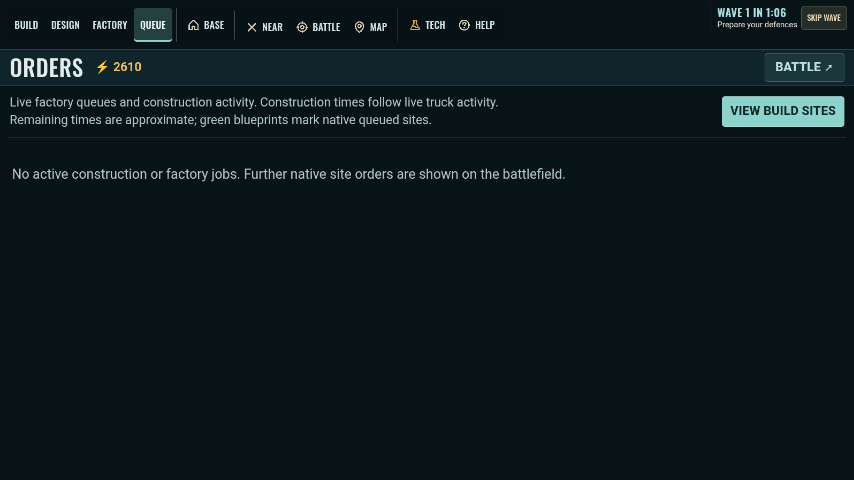 BUILD DESIGN FACTORY QUEUE BASE NEAR BATTLE MAP TECH HELP
WAVE 1 IN 1:06
Prepare your defences
SKIP WAVE
ORDERS ⚡ 2610
BATTLE ↗
Live factory queues and construction activity. Construction times follow live truck activity.
Remaining times are approximate; green blueprints mark native queued sites.
VIEW BUILD SITES
No active construction or factory jobs. Further native site orders are shown on the battlefield.